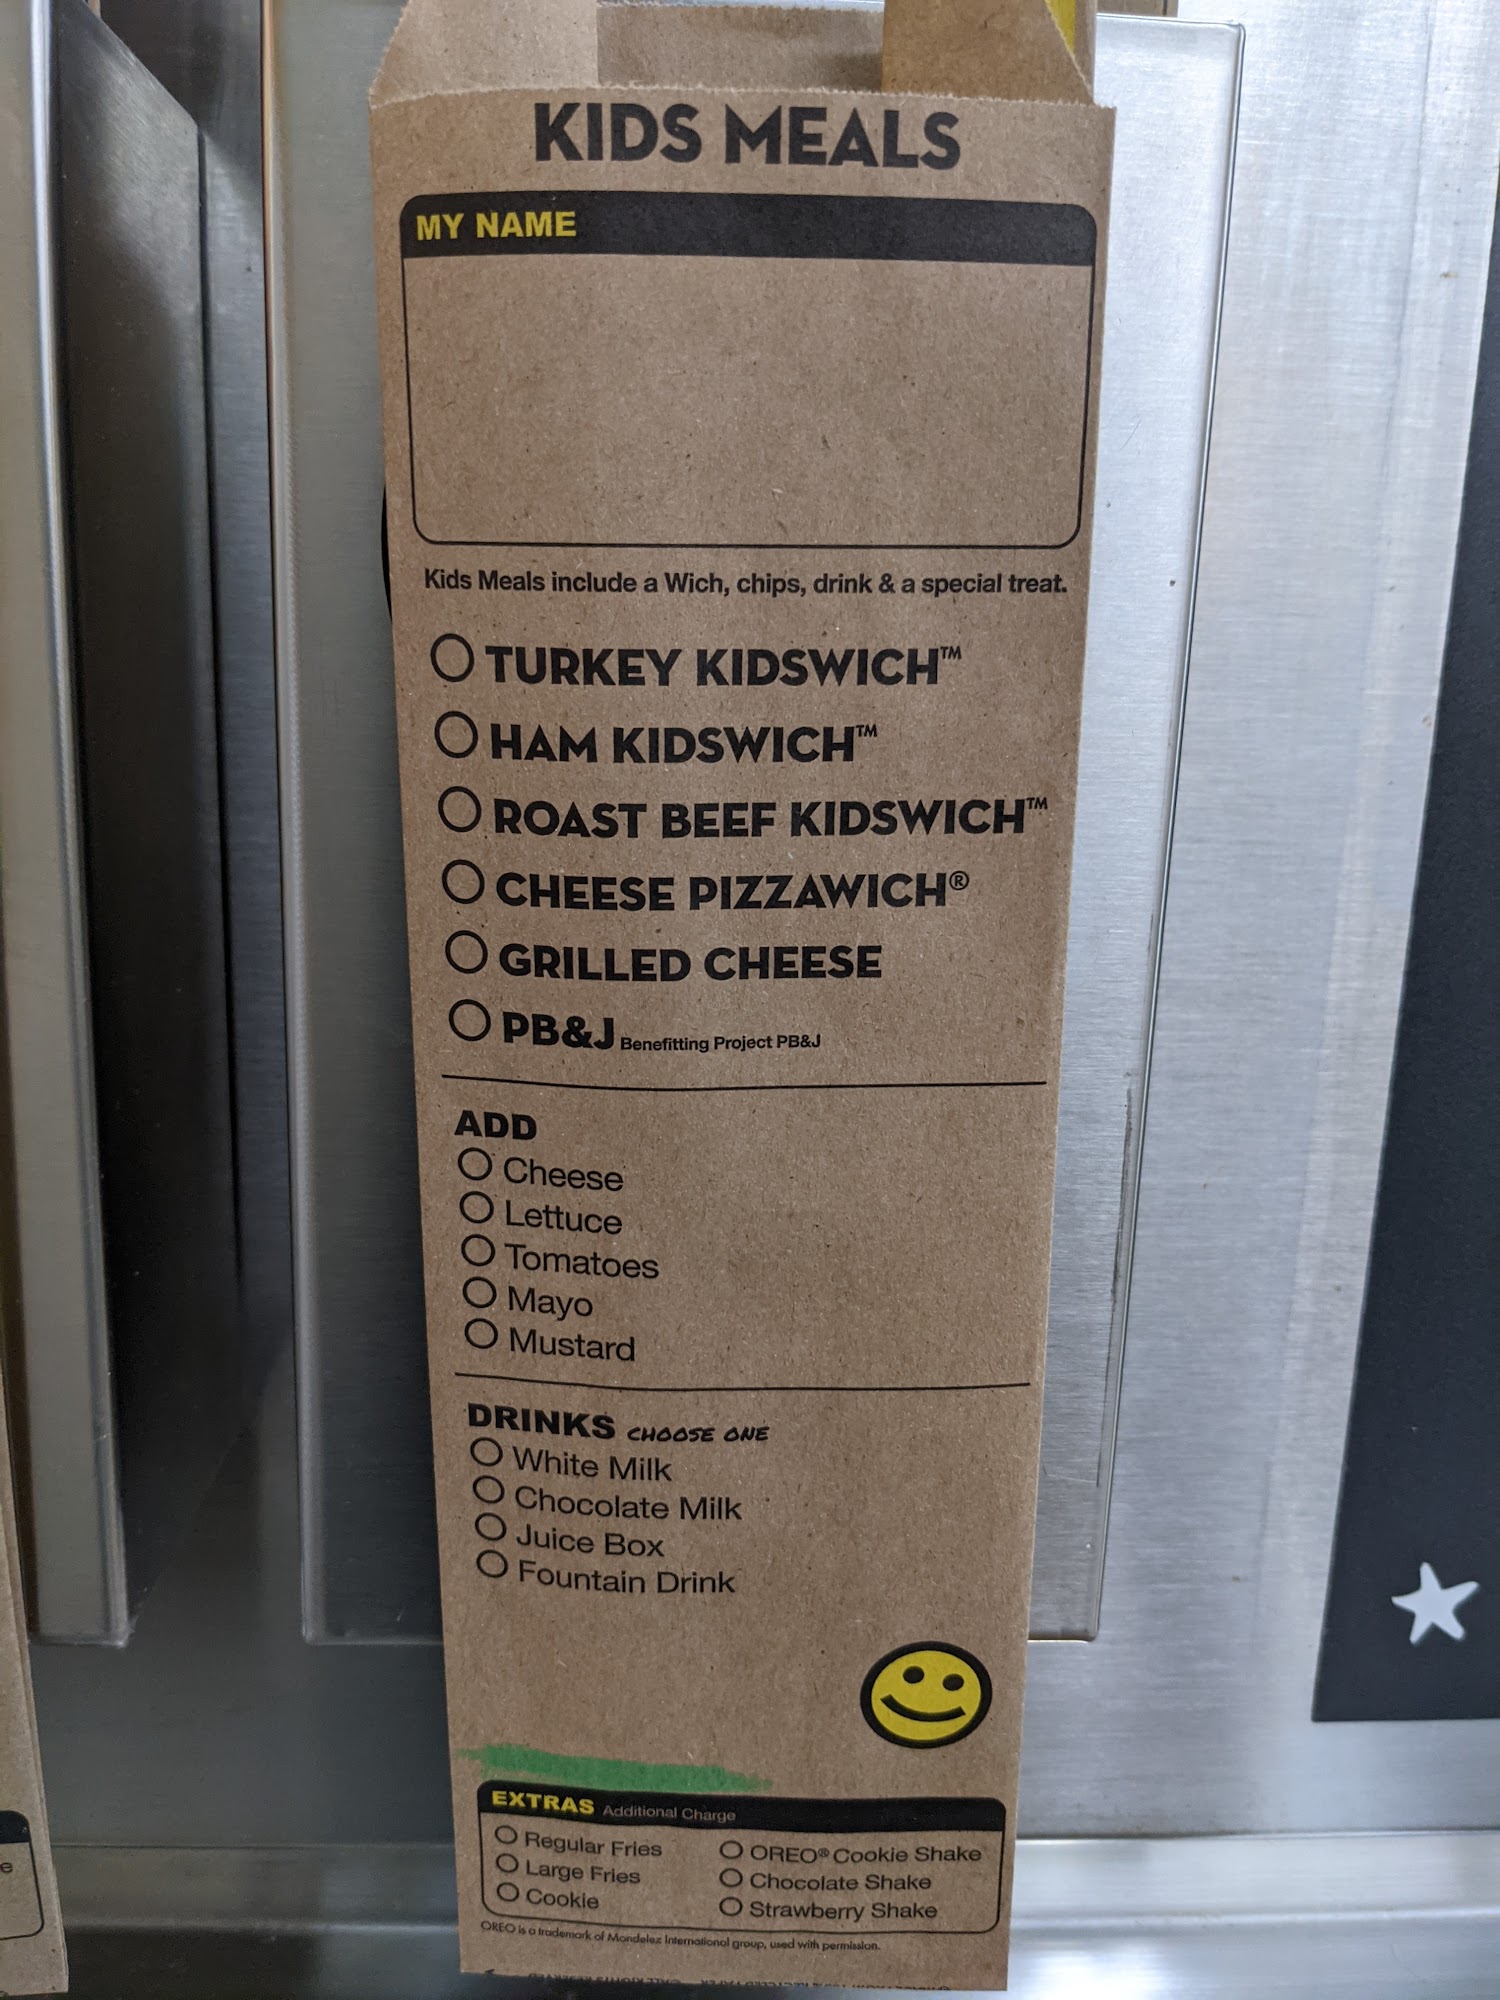 KIDS MEALS
MY NAME
Kids Meals include a Wich, chips, drink & a special treat.
TURKEY KIDSWICH™
HAM KIDSWICH™
ROAST BEEF KIDSWICH™
CHEESE PIZZAWICH®
GRILLED CHEESE
PB&J Benefitting Project PB&J
ADD
Cheese
Lettuce
Tomatoes
Mayo
Mustard
DRINKS CHOOSE ONE
White Milk
Chocolate Milk
Juice Box
Fountain Drink
EXTRAS Additional Charge
Regular Fries
Large Fries
Cookie
OREO® Cookie Shake
Chocolate Shake
Strawberry Shake
OREO is a trademark of Mondelez International group, used with permission.